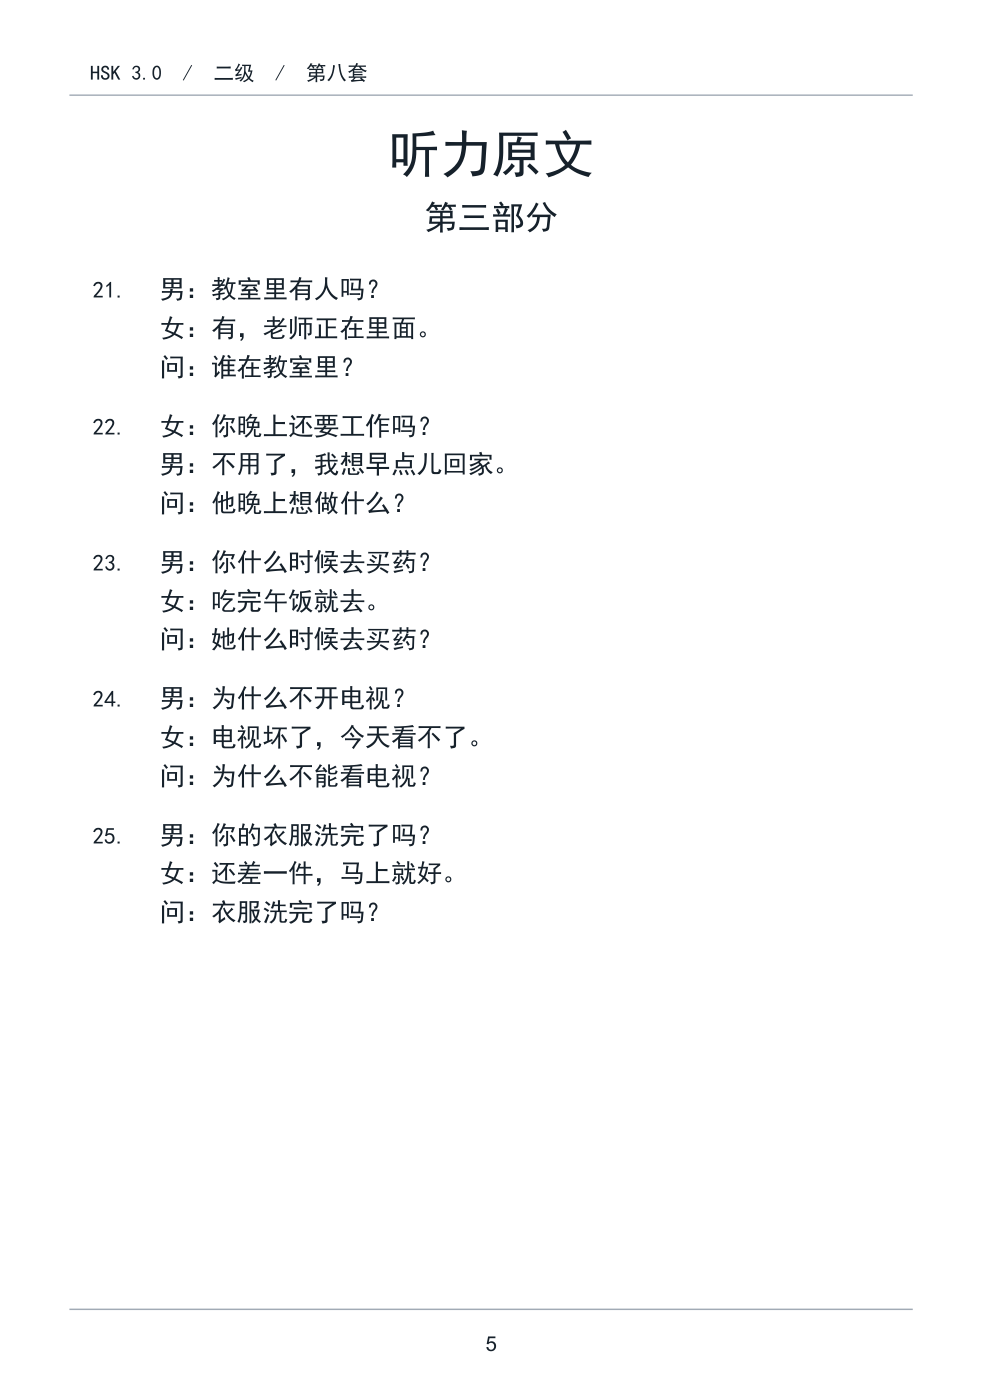 HSK 3.0 / 二级 / 第八套
听力原文
第三部分
21. 男：教室里有人吗？
女：有，老师正在里面。
问：谁在教室里？
22. 女：你晚上还要工作吗？
男：不用了，我想早点儿回家。
问：他晚上想做什么？
23. 男：你什么时候去买药？
女：吃完午饭就去。
问：她什么时候去买药？
24. 男：为什么不开电视？
女：电视坏了，今天看不了。
问：为什么不能看电视？
25. 男：你的衣服洗完了吗？
女：还差一件，马上就好。
问：衣服洗完了吗？
5